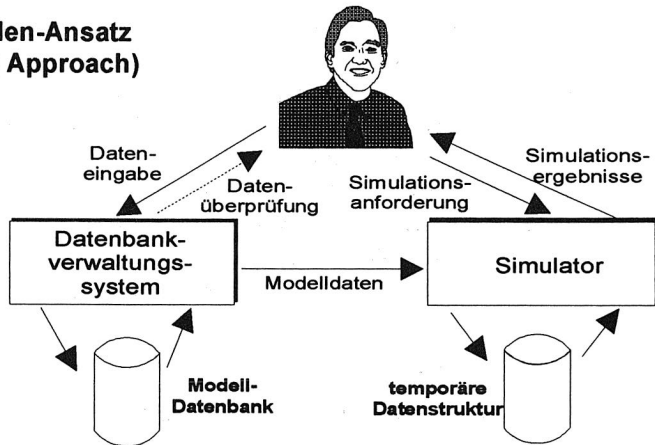 len-Ansatz
Approach)
Daten-
eingabe
Daten-
überprüfung
Simulations-
anforderung
Simulations-
ergebnisse
Datenbank-
verwaltungs-
system
Modelldaten
Simulator
Modell-
Datenbank
temporäre
Datenstruktur